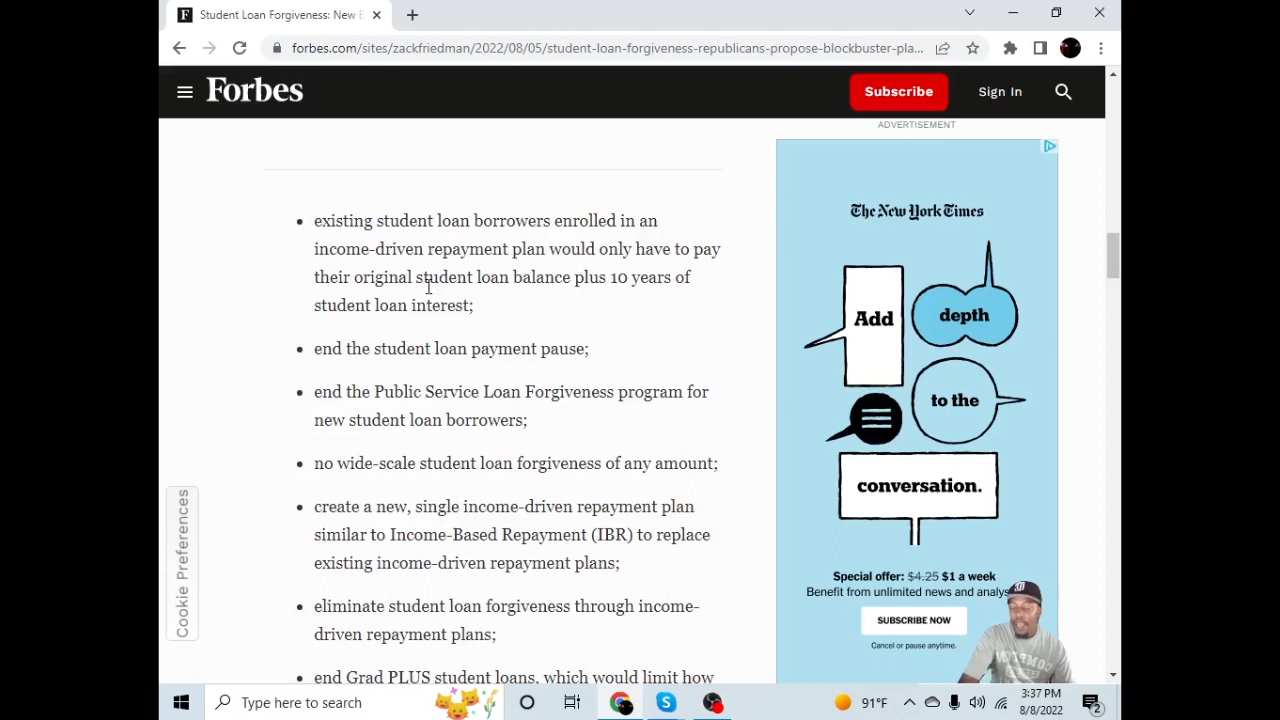 Student Loan Forgiveness: New
forbes.com/sites/zackfriedman/2022/08/05/student-loan-forgiveness-republicans-propose-blockbuster-pla...
Forbes
Subscribe
Sign In
ADVERTISEMENT
• existing student loan borrowers enrolled in an
income-driven repayment plan would only have to pay
their original student loan balance plus 10 years of
student loan interest;
• end the student loan payment pause;
• end the Public Service Loan Forgiveness program for
new student loan borrowers;
• no wide-scale student loan forgiveness of any amount;
• create a new, single income-driven repayment plan
similar to Income-Based Repayment (IBR) to replace
existing income-driven repayment plans;
• eliminate student loan forgiveness through income-
driven repayment plans;
• end Grad PLUS student loans, which would limit how
Cookie Preferences
The New York Times
Add
depth
to the
conversation.
Special offer: $4.25 $1 a week
Benefit from unlimited news and
SUBSCRIBE NOW
Cancel or pause anytime.
Type here to search
91°F
3:37 PM
8/8/2022
2